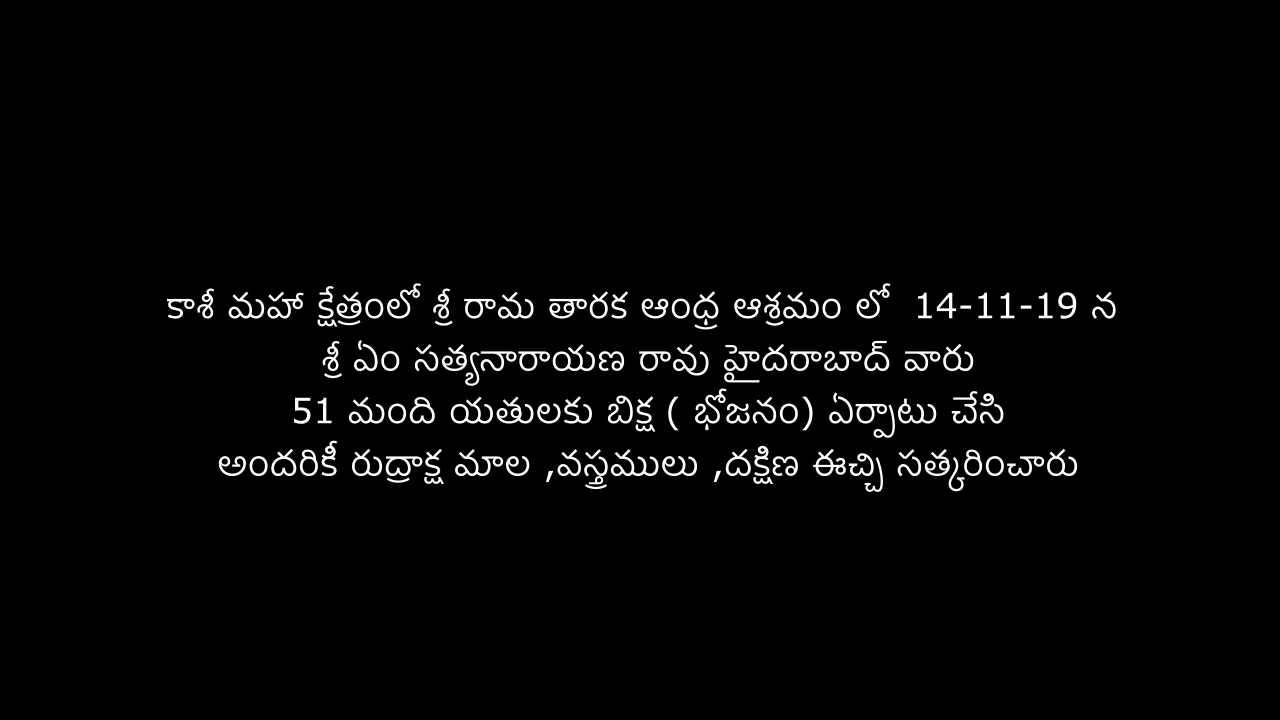 కాశీ మహా క్షేత్రంలో శ్రీ రామ తారక ఆంధ్ర ఆశ్రమం లో  14-11-19 న
శ్రీ ఏం సత్యనారాయణ రావు హైదరాబాద్ వారు
51 మంది యతులకు బిక్ష ( భోజనం) ఏర్పాటు చేసి
అందరికీ రుద్రాక్ష మాల ,వస్త్రములు ,దక్షిణ ఈచ్చి సత్కరించారు